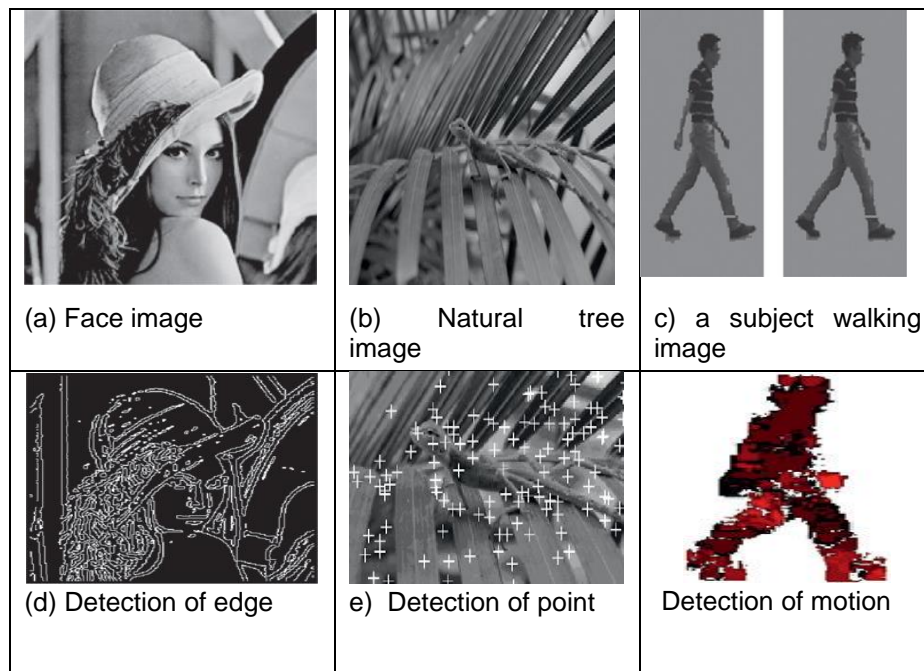 (a) Face image
(b) Natural tree
image
c) a subject walking
image
(d) Detection of edge
e) Detection of point
Detection of motion